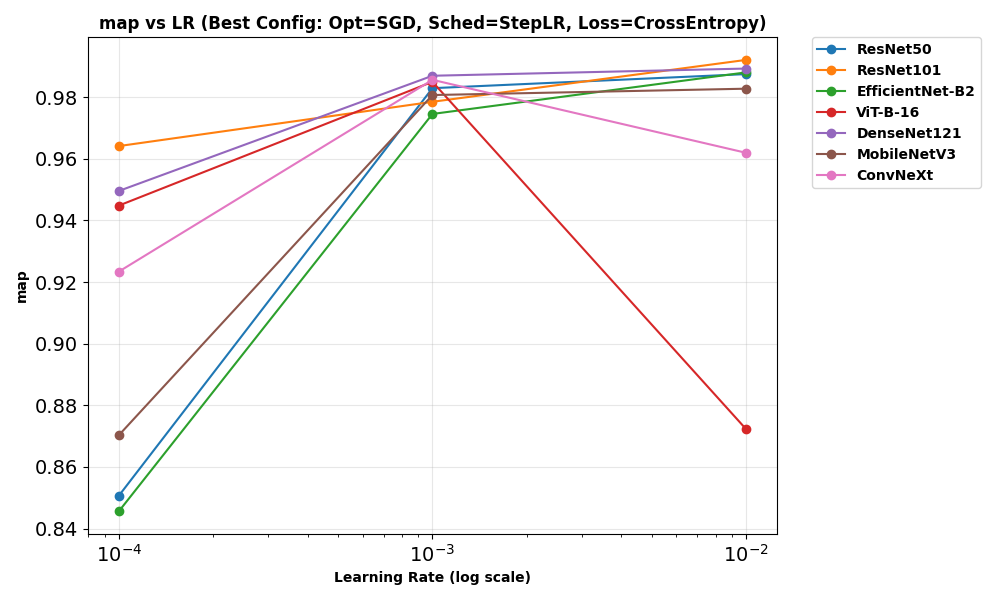 map vs LR (Best Config: Opt=SGD, Sched=StepLR, Loss=CrossEntropy)
map
0.98
0.96
0.94
0.92
0.90
0.88
0.86
0.84
10⁻⁴
10⁻³
10⁻²
Learning Rate (log scale)
ResNet50
ResNet101
EfficientNet-B2
ViT-B-16
DenseNet121
MobileNetV3
ConvNeXt